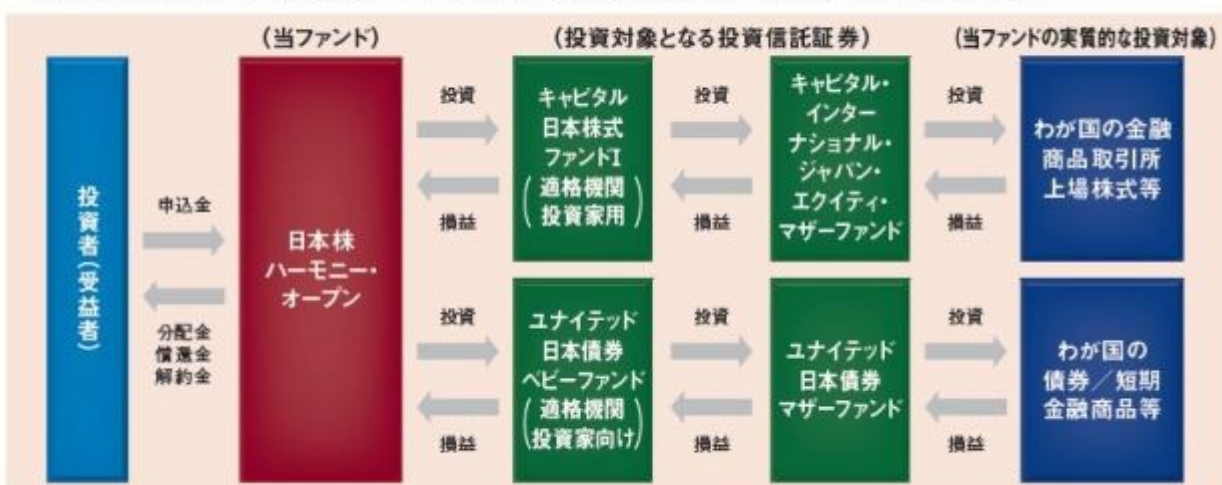 (当ファンド)
(投資対象となる投資信託証券)
(当ファンドの実質的な投資対象)
投資者(受益者)
申込金
分配金
償還金
解約金
日本株
ハーモニー・
オープン
投資
損益
キャピタル
日本株式
ファンドI
(適格機関
投資家用)
投資
損益
キャピタル・
インター
ナショナル・
ジャパン・
エクイティ・
マザーファンド
投資
損益
わが国の金融
商品取引所
上場株式等
投資
損益
ユナイテッド
日本債券
ベビーファンド
(適格機関
投資家向け)
投資
損益
ユナイテッド
日本債券
マザーファンド
投資
損益
わが国の
債券/短期
金融商品等